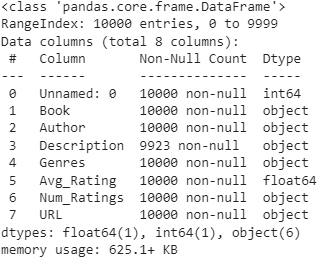 <class 'pandas.core.frame.DataFrame'>
RangeIndex: 10000 entries, 0 to 9999
Data columns (total 8 columns):
 #   Column       Non-Null Count  Dtype
---  ------       --------------  -----
 0   Unnamed: 0   10000 non-null  int64
 1   Book         10000 non-null  object
 2   Author       10000 non-null  object
 3   Description  9923 non-null   object
 4   Genres       10000 non-null  object
 5   Avg_Rating   10000 non-null  float64
 6   Num_Ratings  10000 non-null  object
 7   URL          10000 non-null  object
dtypes: float64(1), int64(1), object(6)
memory usage: 625.1+ KB